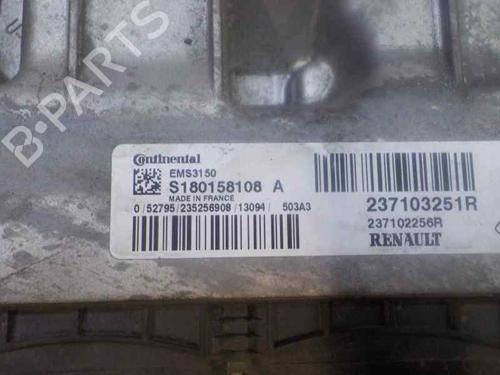 B-PARTS
Continental
EMS3150
S180158108 A
MADE IN FRANCE
0/52795/235256908/13094/ 503A3
237103251R
237102256R
RENAULT